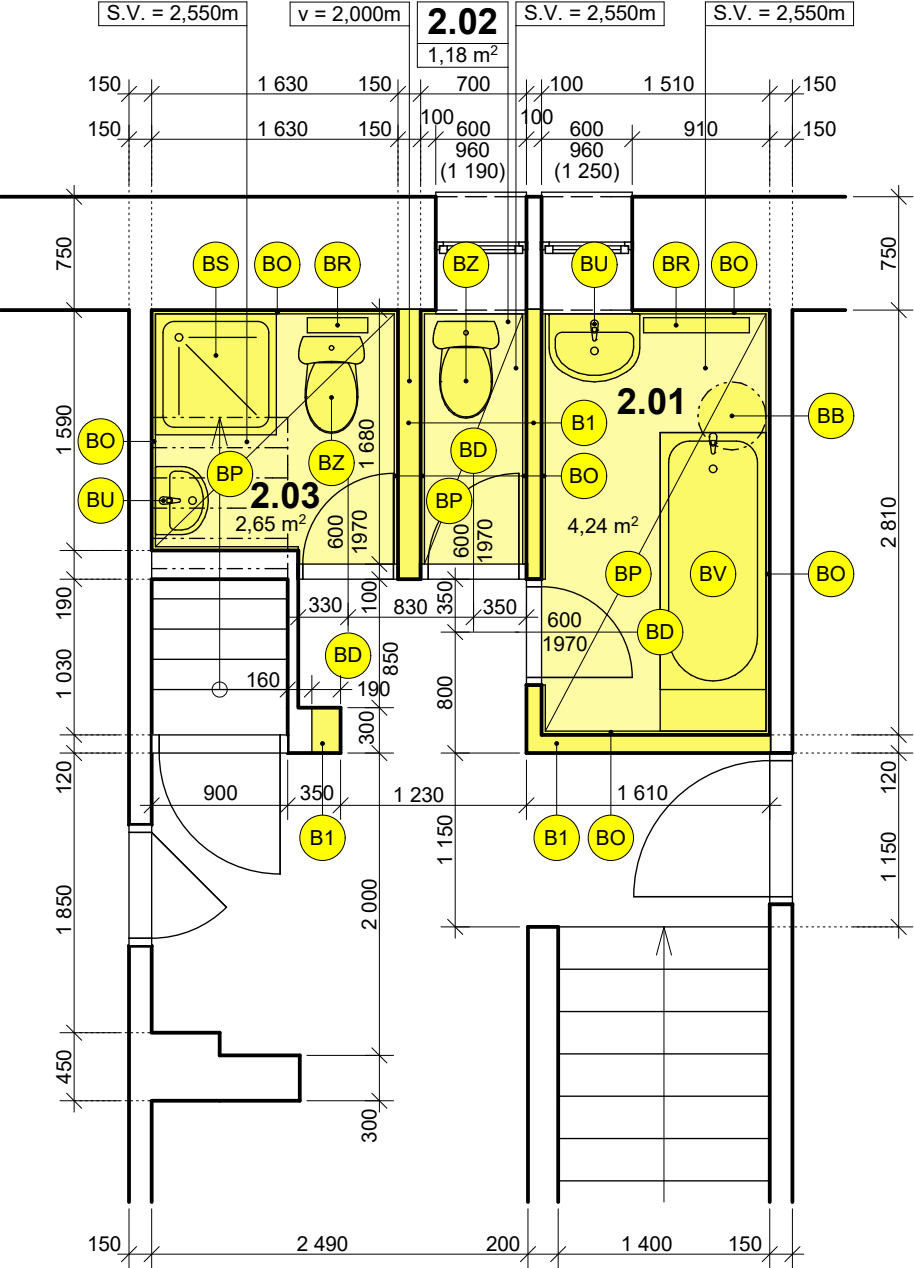 S.V. = 2,550m
v = 2,000m
2.02
1,18 m²
S.V. = 2,550m
S.V. = 2,550m
150 1 630 150 700 100 1 510 150
150 1 630 150 100 600 100 600 910 150
960 960
(1 190) (1 250)
750
750
BS BO BR BZ BU BR BO
2.01
B1
BB
BO
BD
BO
BU
BP
BZ
1 590
1 680
2.03
2,65 m²
BP
600
1970
600
1970
4,24 m²
2 810
BP
BV
BO
190
100
350
330 830 350
600
1970
BD
BD
1 030
160 190
850
800
300
120
120
900 350 1 230 1 610
B1
B1 BO
1 150
1 150
1 850
2 000
450
300
150 2 490 200 1 400 150